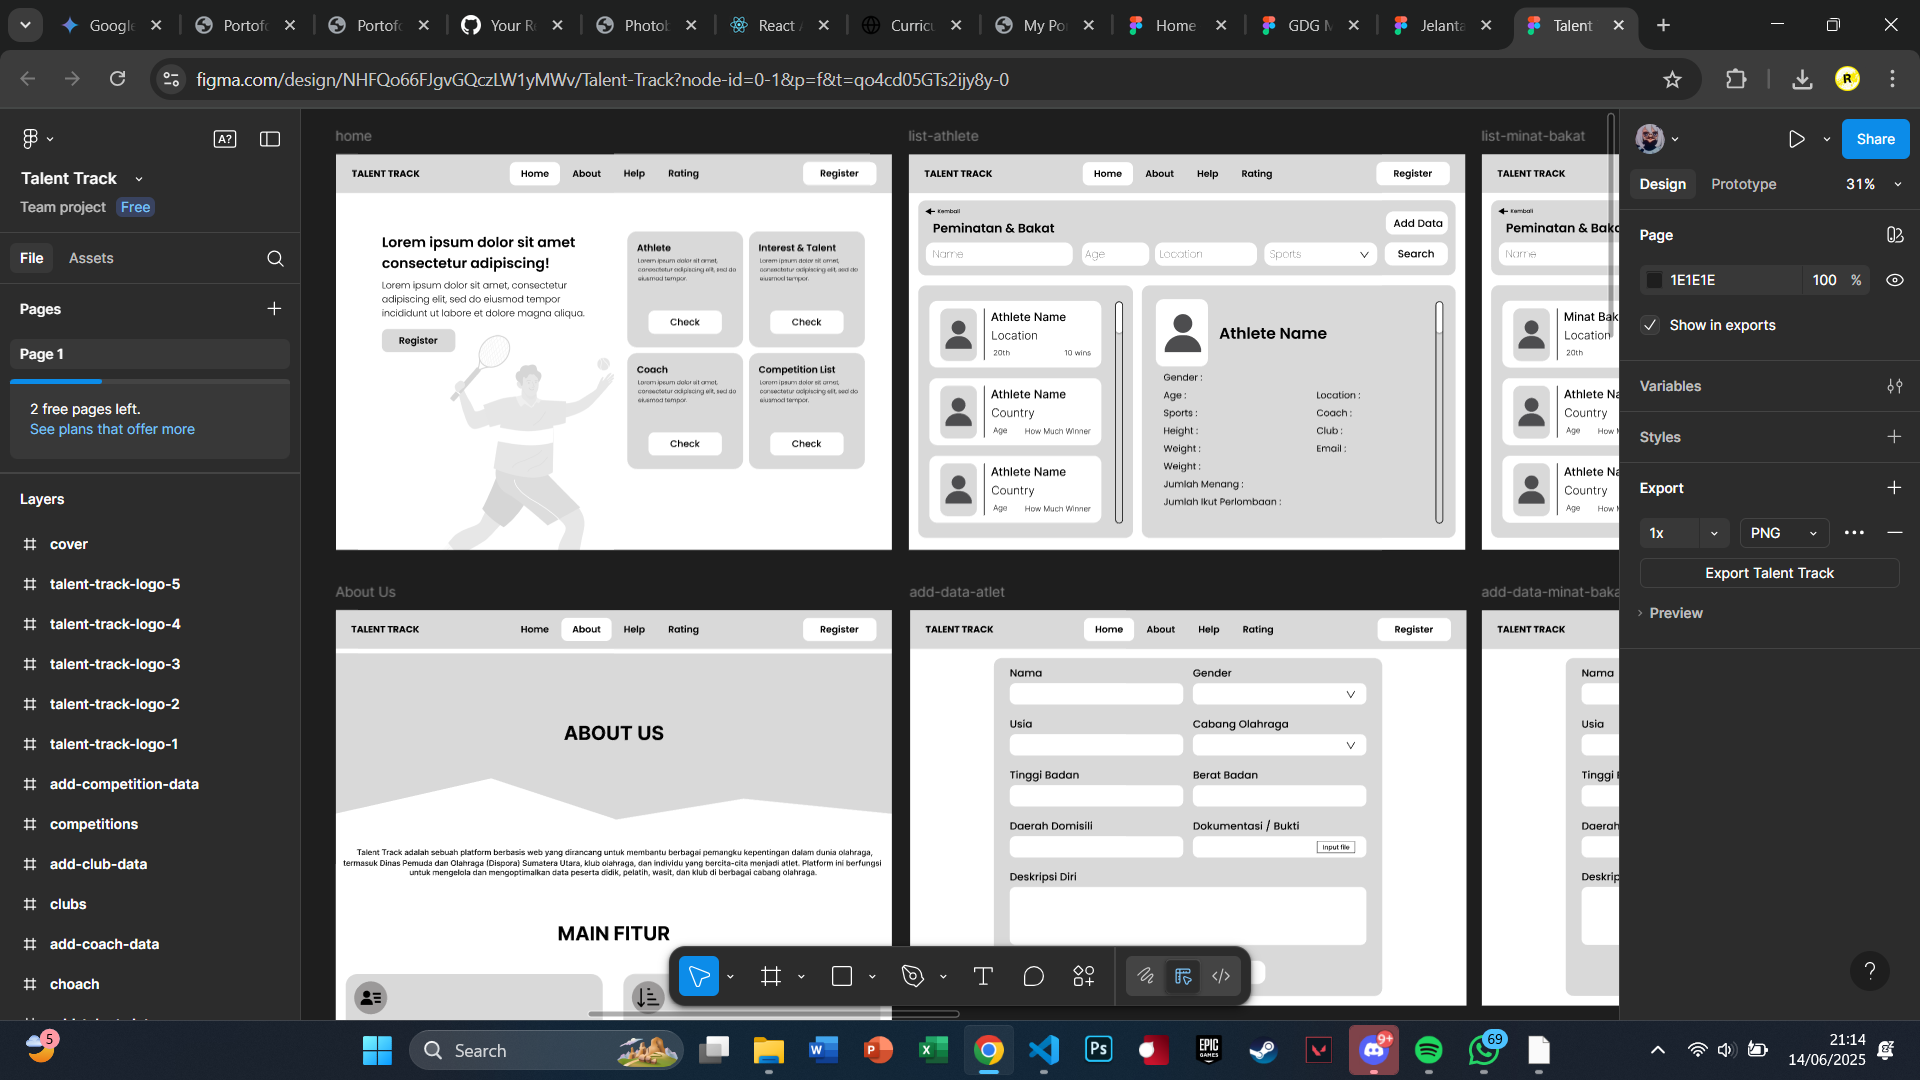 Google
Portofo
Portofo
Your Re
Photob
React A
Curricu
My Po
Home
GDG M
Jelanta
Talent
figma.com/design/NHFQo66FJgvGQczLW1yMWv/Talent-Track?node-id=0-1&p=f&t=qo4cd05GTs2ijy8y-0
R
A?
Talent Track
Team project Free
File Assets
Pages
Page 1
2 free pages left.
See plans that offer more
Layers
cover
talent-track-logo-5
talent-track-logo-4
talent-track-logo-3
talent-track-logo-2
talent-track-logo-1
add-competition-data
competitions
add-club-data
clubs
add-coach-data
choach
home
TALENT TRACK
Home About Help Rating
Register
Lorem ipsum dolor sit amet
consectetur adipiscing!
Lorem ipsum dolor sit amet, consectetur
adipiscing elit, sed do eiusmod tempor
incididunt ut labore et dolore magna aliqua.
Register
Athlete
Lorem ipsum dolor sit amet,
consectetur adipiscing elit, sed do
eiusmod tempor.
Check
Interest & Talent
Lorem ipsum dolor sit amet,
consectetur adipiscing elit, sed do
eiusmod tempor.
Check
Coach
Lorem ipsum dolor sit amet,
consectetur adipiscing elit, sed do
eiusmod tempor.
Check
Competition List
Lorem ipsum dolor sit amet,
consectetur adipiscing elit, sed do
eiusmod tempor.
Check
list-athlete
TALENT TRACK
Home About Help Rating
Register
Kembali
Peminatan & Bakat
Add Data
Name
Age
Location
Sports
Search
Athlete Name
Location
20th 10 wins
Athlete Name
Country
Age How Much Winner
Athlete Name
Country
Age How Much Winner
Athlete Name
Gender :
Age :
Sports :
Height :
Weight :
Weight :
Jumlah Menang :
Jumlah Ikut Perlombaan :
Location :
Coach :
Club :
Email :
list-minat-bakat
TALENT TRACK
Kembali
Peminatan & Baka
Name
Minat Bak
Location
20th
Athlete Na
Country
Age How M
Athlete Na
Country
Age How M
About Us
TALENT TRACK
Home About Help Rating
Register
ABOUT US
Talent Track adalah sebuah platform berbasis web yang dirancang untuk membantu berbagai pemangku kepentingan dalam dunia olahraga,
termasuk Dinas Pemuda dan Olahraga (Dispora) Sumatera Utara, klub olahraga, dan individu yang bercita-cita menjadi atlet. Platform ini berfungsi
untuk mengelola dan mengoptimalkan data peserta didik, pelatih, wasit, dan klub di berbagai cabang olahraga.
MAIN FITUR
add-data-atlet
TALENT TRACK
Home About Help Rating
Register
Nama
Gender
Usia
Cabang Olahraga
Tinggi Badan
Berat Badan
Daerah Domisili
Dokumentasi / Bukti
Input file
Deskripsi Diri
add-data-minat-baka
TALENT TRACK
Nama
Usia
Tinggi
Daerah
Deskrip
Share
Design Prototype 31%
Page
1E1E1E 100 %
Show in exports
Variables
Styles
Export
1x PNG
Export Talent Track
Preview
?
5
Search
W
P
X
Ps
EPIC
GAMES
9+
69
21:14
14/06/2025